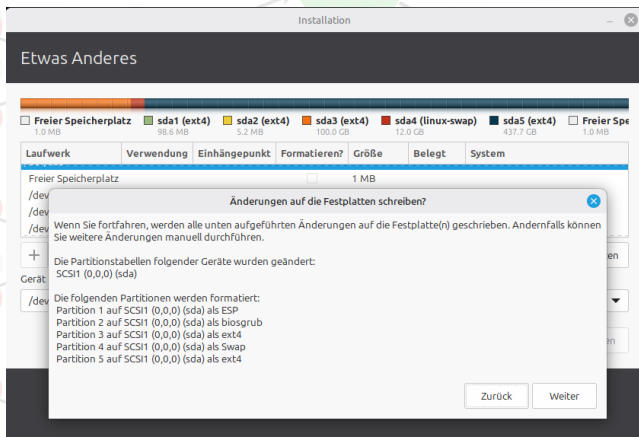 Installation
Etwas Anderes
Freier Speicherplatz sda1 (ext4) sda2 (ext4) sda3 (ext4) sda4 (linux-swap) sda5 (ext4) Freier Spe
1.0 MB 98.6 MB 5.2 MB 100.0 GB 12.0 GB 437.7 GB 1.0 MB
Laufwerk Verwendung Einhängepunkt Formatieren? Größe Belegt System
Freier Speicherplatz 1 MB
/dev
/dev
/dev
+ en
Gerät
/dev
en
Änderungen auf die Festplatten schreiben?
Wenn Sie fortfahren, werden alle unten aufgeführten Änderungen auf die Festplatte(n) geschrieben. Andernfalls können
Sie weitere Änderungen manuell durchführen.
Die Partitionstabellen folgender Geräte wurden geändert:
SCSI1 (0,0,0) (sda)
Die folgenden Partitionen werden formatiert:
Partition 1 auf SCSI1 (0,0,0) (sda) als ESP
Partition 2 auf SCSI1 (0,0,0) (sda) als biosgrub
Partition 3 auf SCSI1 (0,0,0) (sda) als ext4
Partition 4 auf SCSI1 (0,0,0) (sda) als Swap
Partition 5 auf SCSI1 (0,0,0) (sda) als ext4
Zurück Weiter